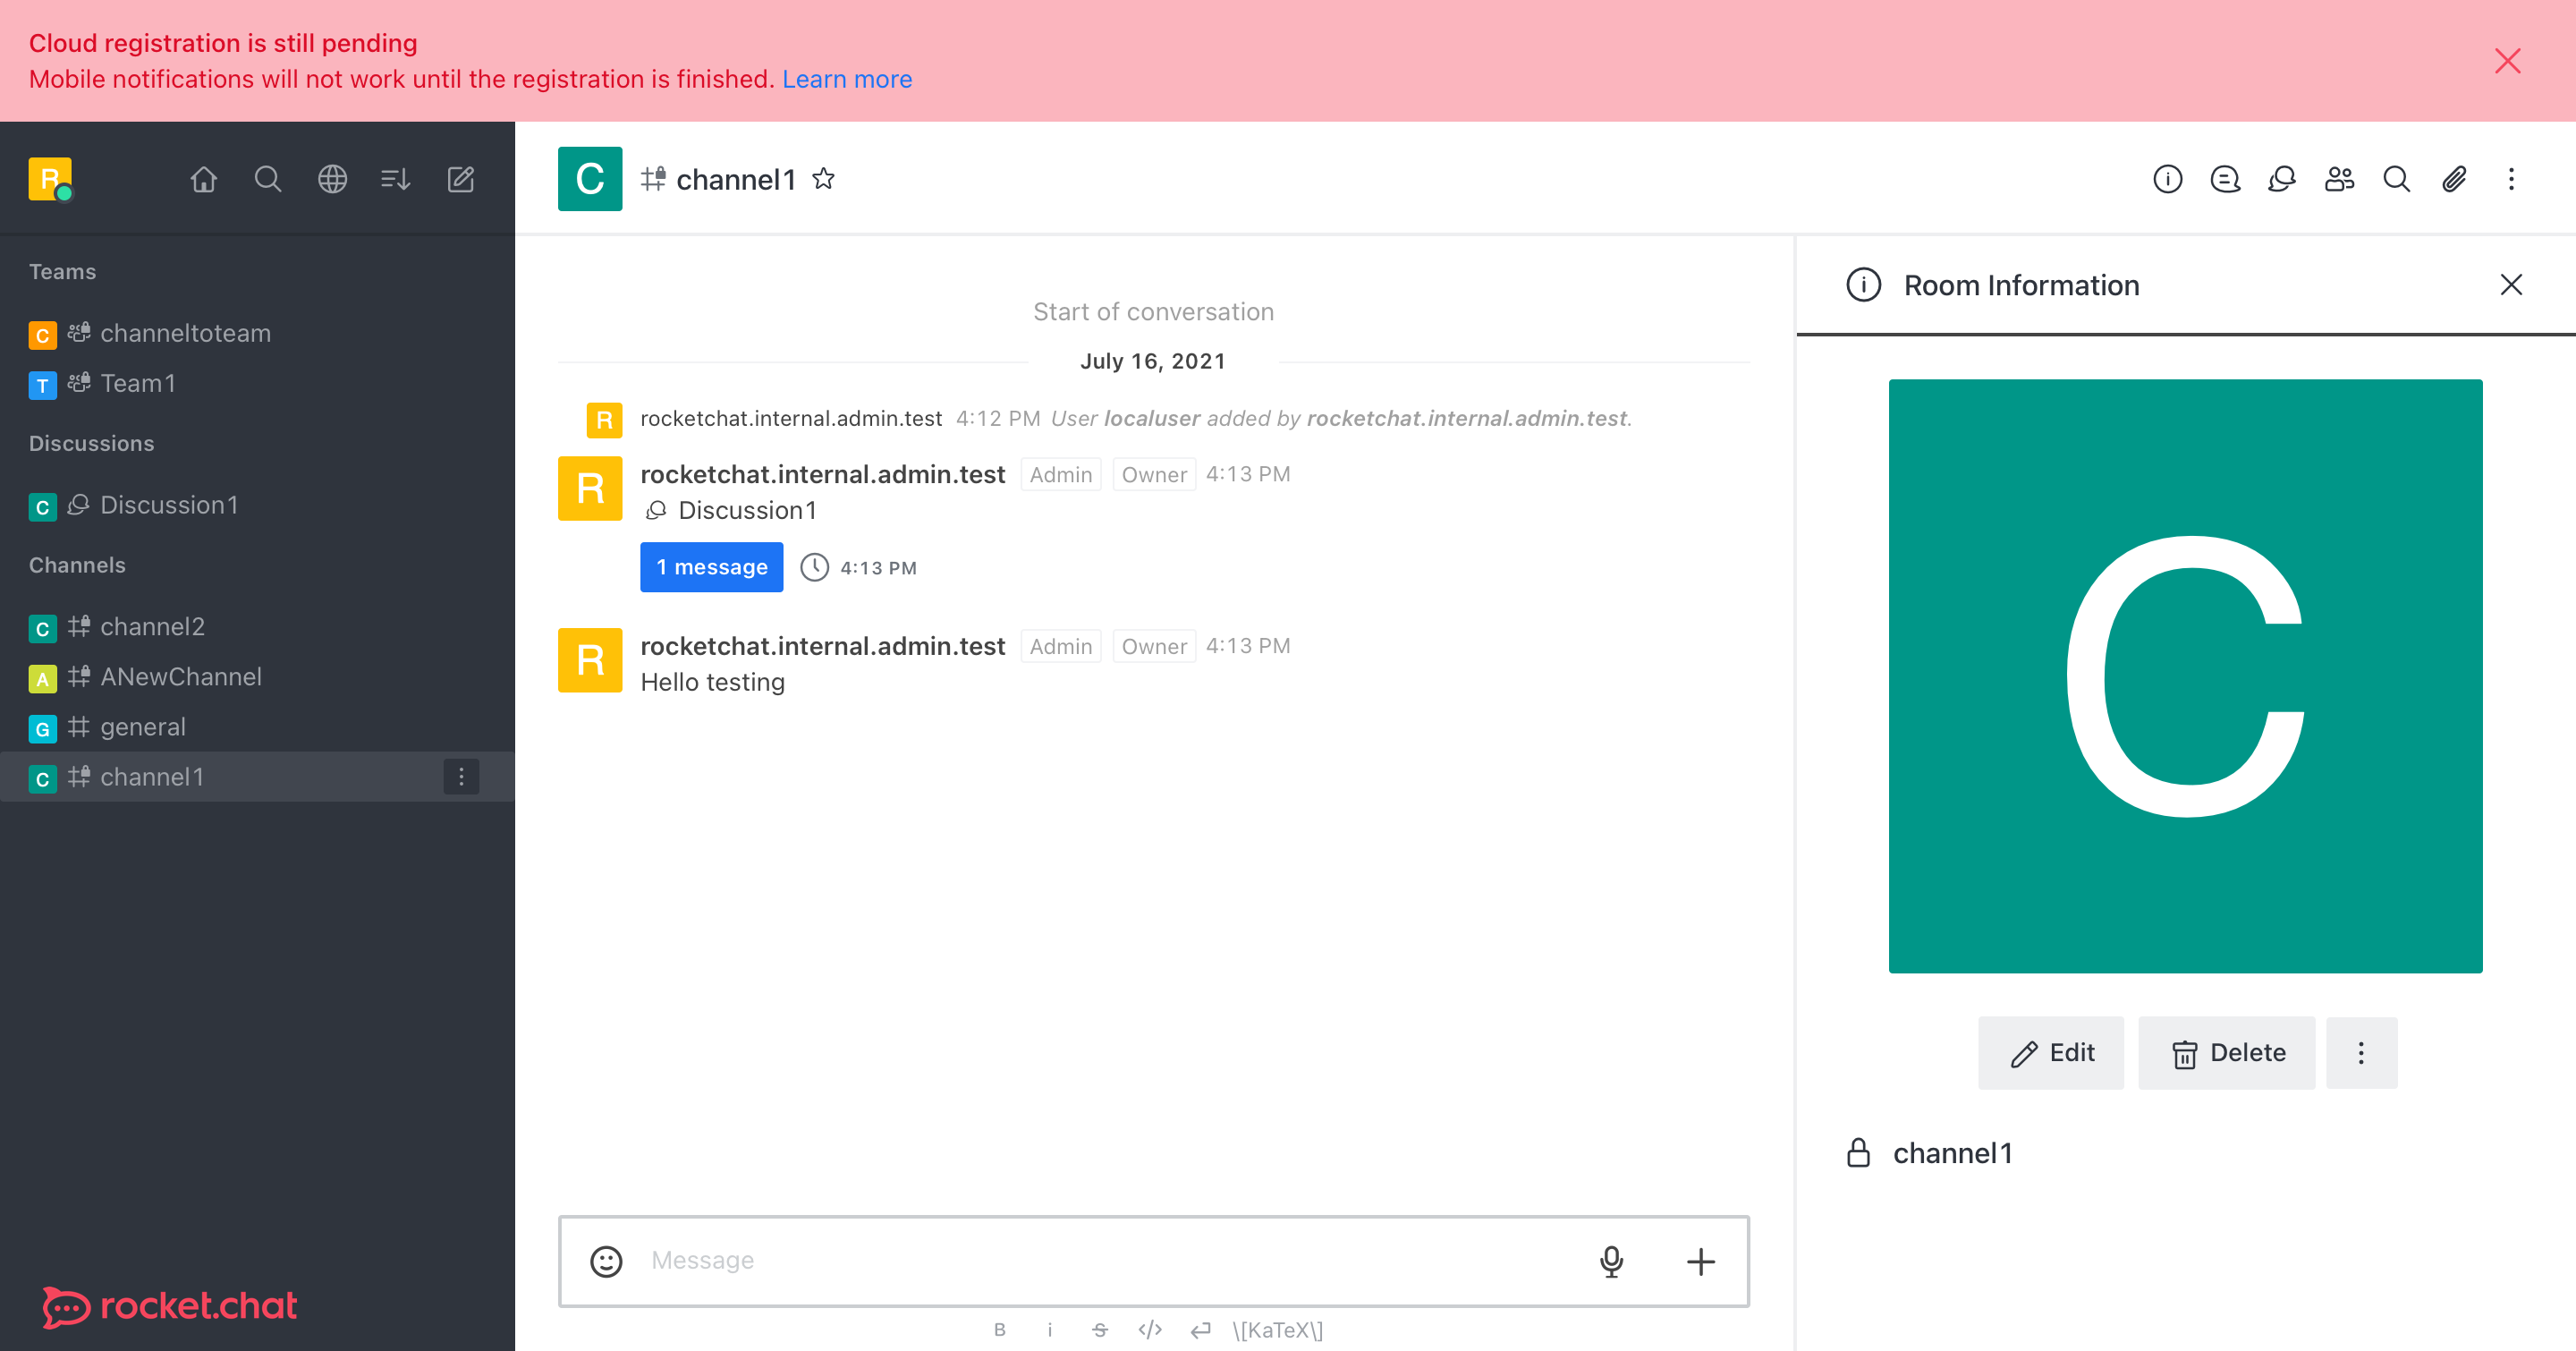 Cloud registration is still pending
Mobile notifications will not work until the registration is finished. Learn more
R
C channel1
Teams
C channeltoteam
T Team1
Discussions
C Discussion1
Channels
C channel2
A ANewChannel
G general
C channel1
rocket.chat
Start of conversation
July 16, 2021
R rocketchat.internal.admin.test 4:12 PM User localuser added by rocketchat.internal.admin.test.
R rocketchat.internal.admin.test Admin Owner 4:13 PM
Discussion1
1 message 4:13 PM
R rocketchat.internal.admin.test Admin Owner 4:13 PM
Hello testing
Message
B i S </> \[KaTeX\]
Room Information
C
Edit Delete
channel1